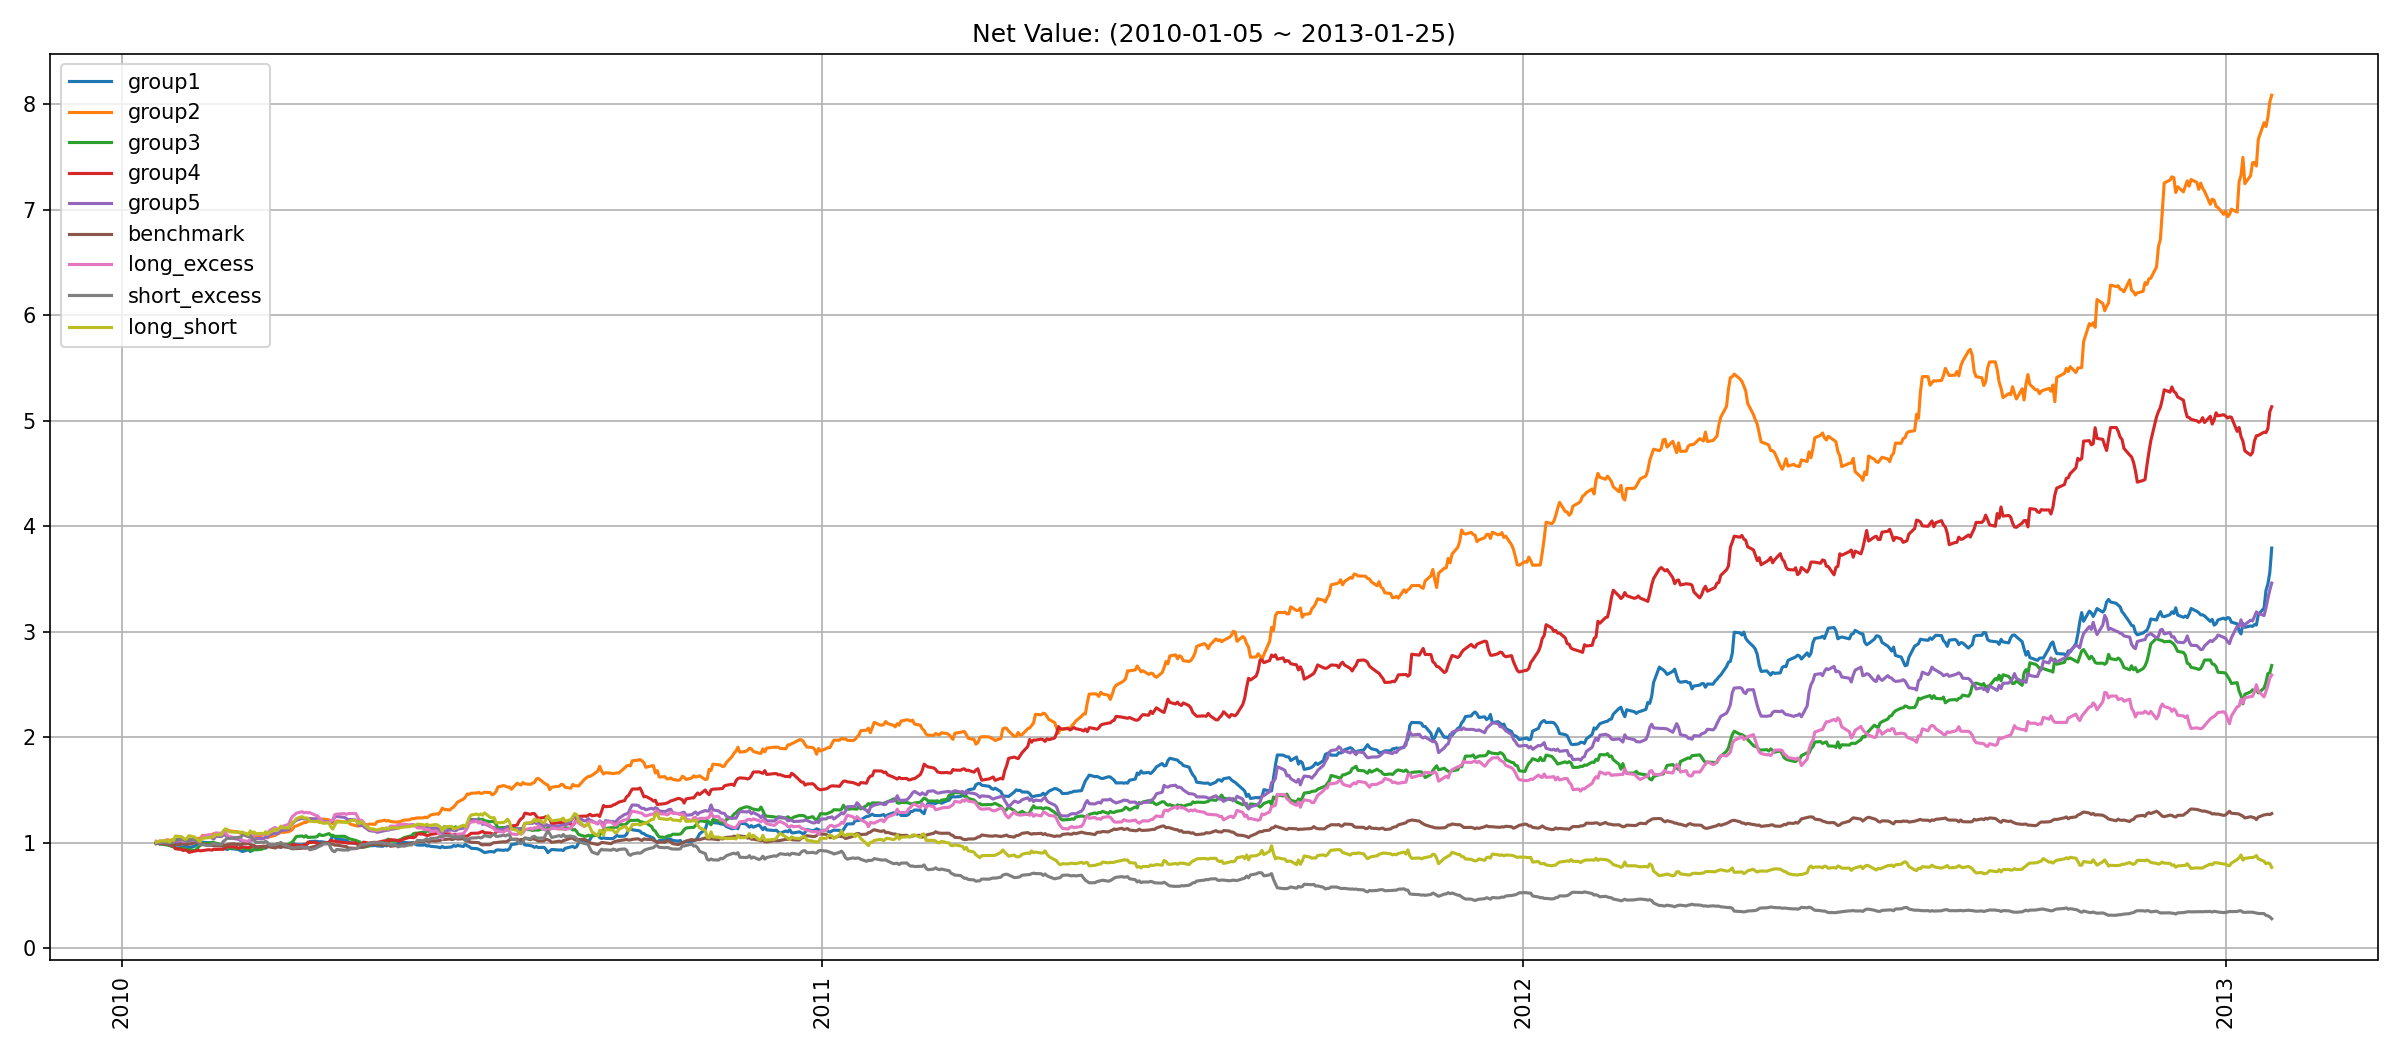 Net Value: (2010-01-05 ~ 2013-01-25)
group1
group2
group3
group4
group5
benchmark
long_excess
short_excess
long_short
8
7
6
5
4
3
2
1
0
2010
2011
2012
2013